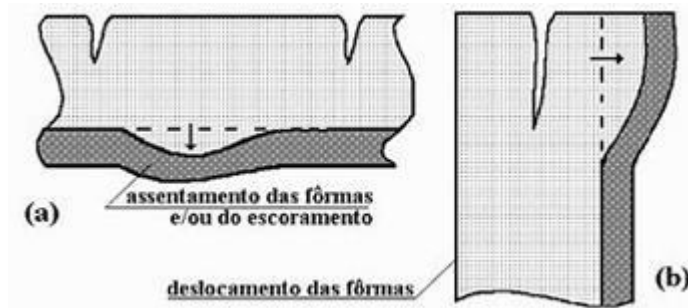 assentamento das fôrmas
e/ou do escoramento
(a)
deslocamento das fôrmas
(b)